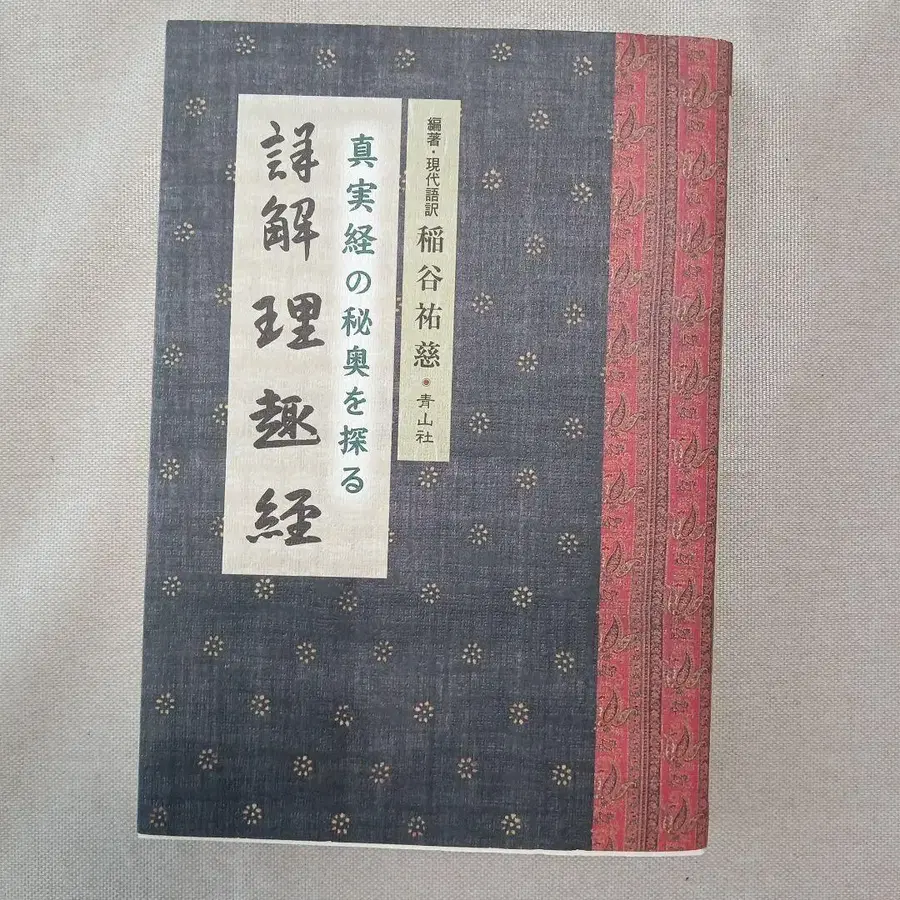 編著・現代語訳 稲谷祐慈・青山社
真実経の秘奥を探る
詳解 理趣経